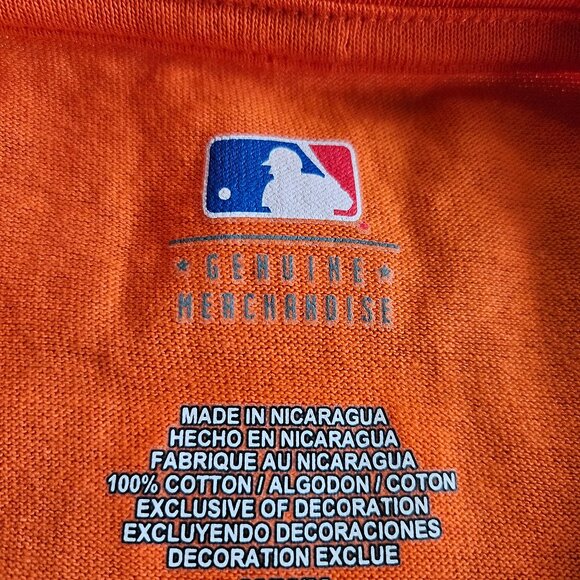 GENUINE
MERCHANDISE
MADE IN NICARAGUA
HECHO EN NICARAGUA
FABRIQUE AU NICARAGUA
100% COTTON / ALGODON / COTON
EXCLUSIVE OF DECORATION
EXCLUYENDO DECORACIONES
DECORATION EXCLUE